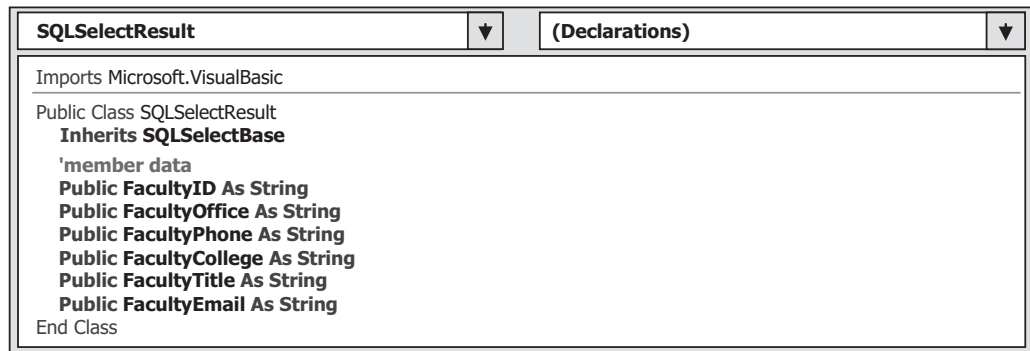 SQLSelectResult
(Declarations)
Imports Microsoft.VisualBasic
Public Class SQLSelectResult
Inherits SQLSelectBase
'member data
Public FacultyID As String
Public FacultyOffice As String
Public FacultyPhone As String
Public FacultyCollege As String
Public FacultyTitle As String
Public FacultyEmail As String
End Class